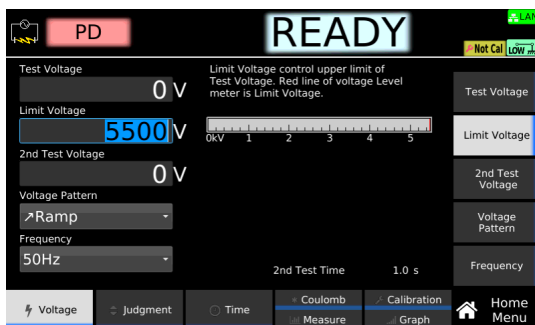 PD
READY
LAN
Not Cal
LOW
Test Voltage
0 V
Limit Voltage
5500 V
2nd Test Voltage
0 V
Voltage Pattern
↗Ramp
Frequency
50Hz
Limit Voltage control upper limit of
Test Voltage. Red line of voltage Level
meter is Limit Voltage.
0kV 1 2 3 4 5
2nd Test Time 1.0 s
Test Voltage
Limit Voltage
2nd Test
Voltage
Voltage
Pattern
Frequency
Voltage
Judgment
Time
Coulomb
Measure
Calibration
Graph
Home
Menu